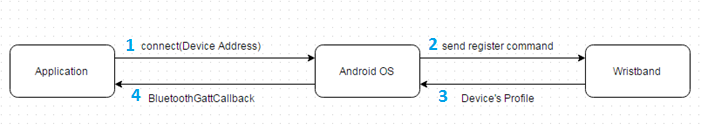 1 connect(Device Address)
2 send register command
Application
Android OS
Wristband
4 BluetoothGattCallback
3 Device's Profile